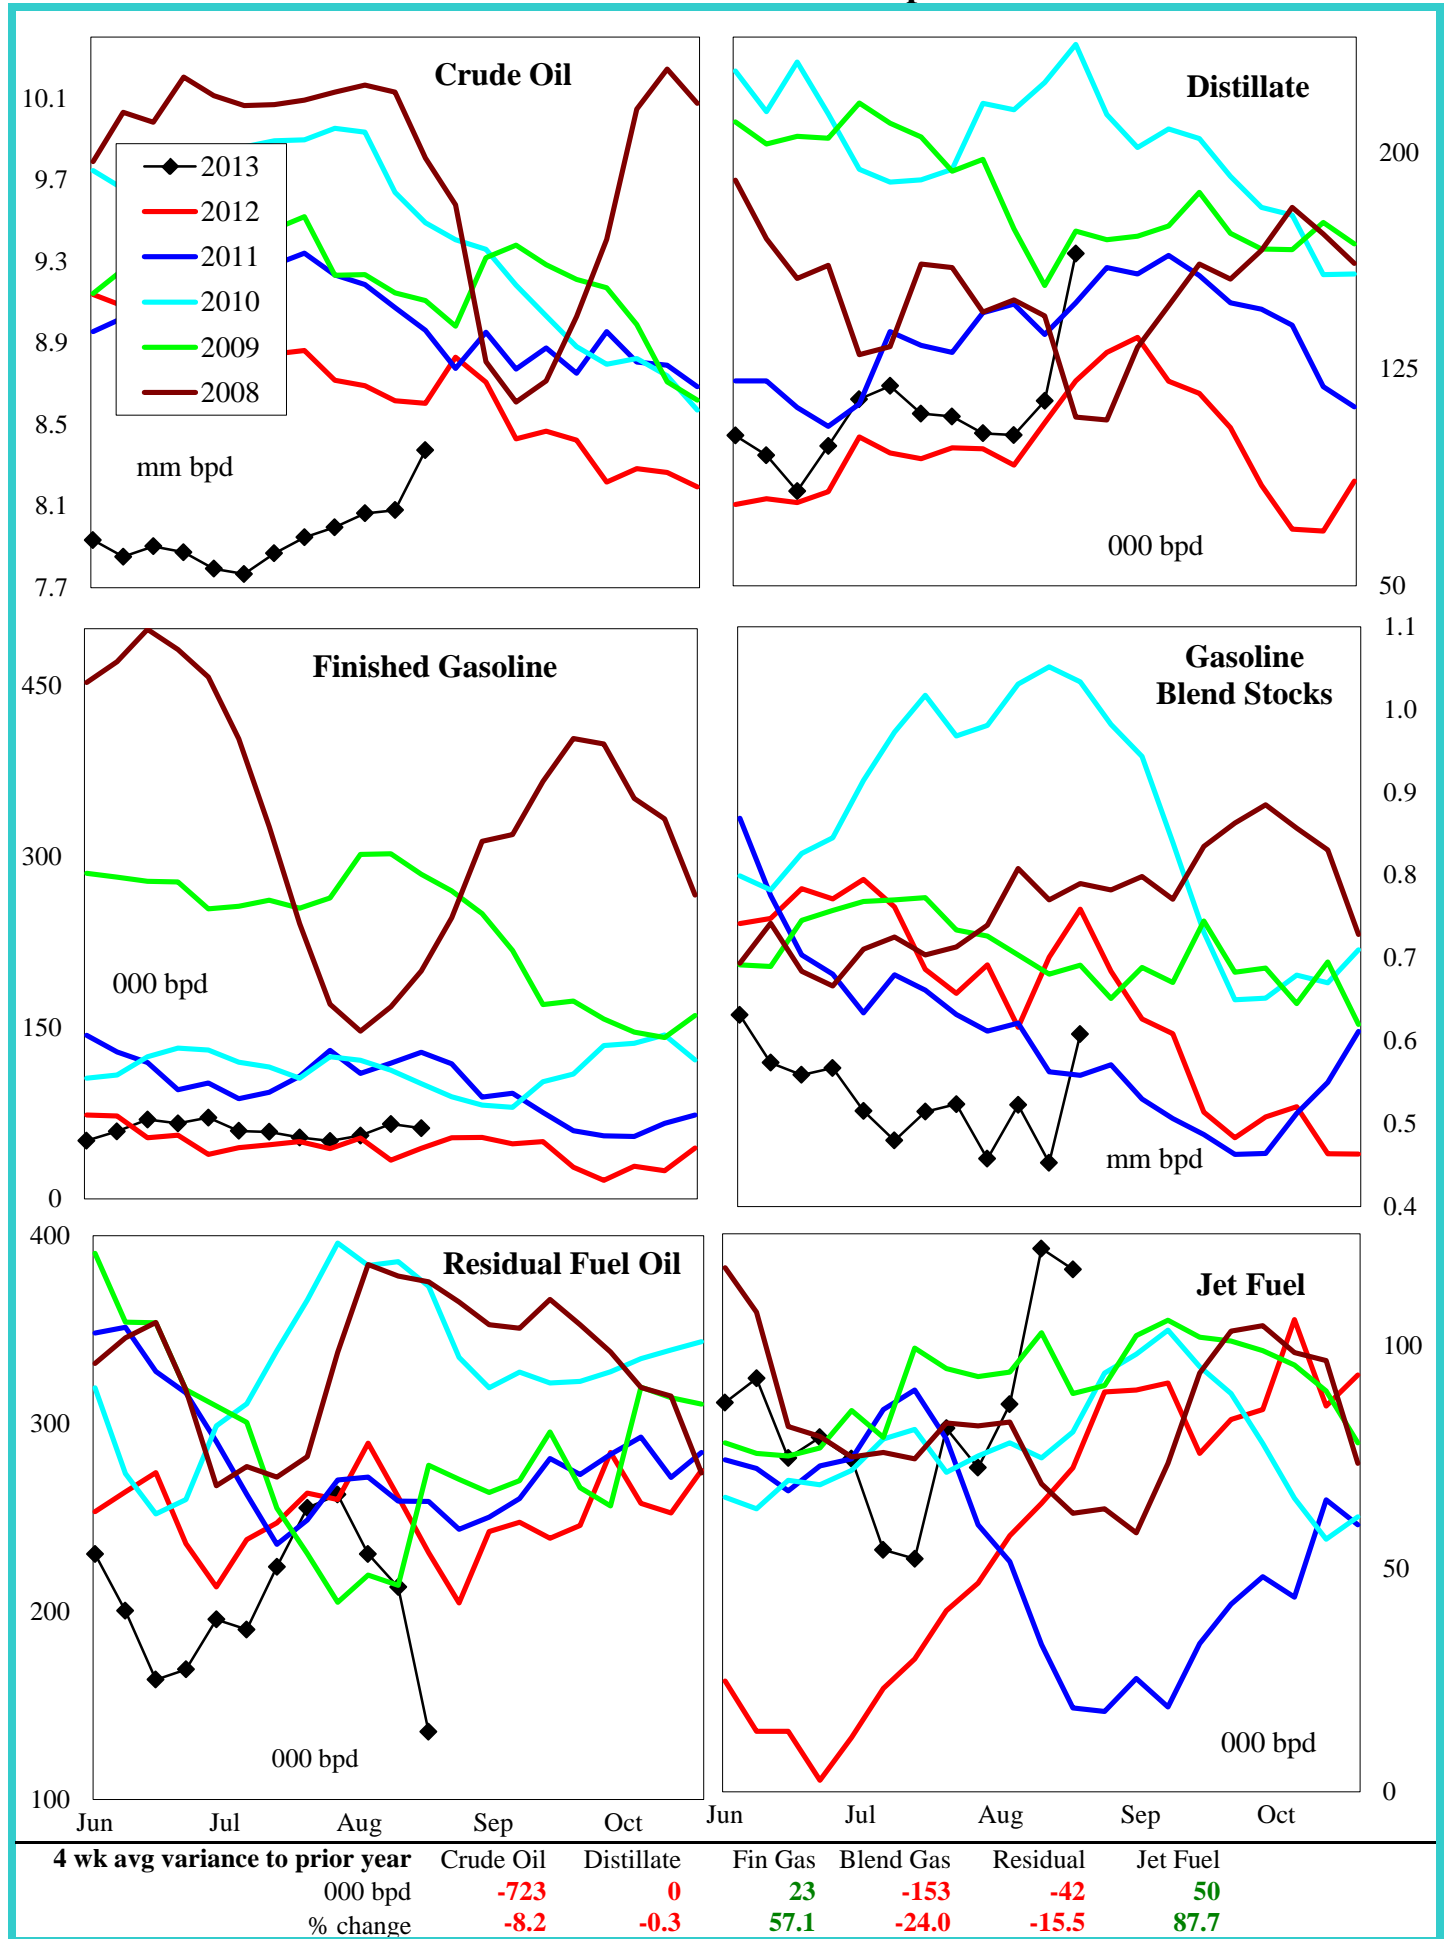 Crude Oil
10.1
9.7
9.3
8.9
8.5
8.1
7.7
2013
2012
2011
2010
2009
2008
mm bpd
Distillate
200
125
50
000 bpd
Finished Gasoline
450
300
150
0
000 bpd
Gasoline
Blend Stocks
1.1
1.0
0.9
0.8
0.7
0.6
0.5
0.4
mm bpd
Residual Fuel Oil
400
300
200
100
000 bpd
Jun Jul Aug Sep Oct
Jet Fuel
100
50
0
000 bpd
Jun Jul Aug Sep Oct
4 wk avg variance to prior year Crude Oil Distillate Fin Gas Blend Gas Residual Jet Fuel
000 bpd -723 0 23 -153 -42 50
% change -8.2 -0.3 57.1 -24.0 -15.5 87.7